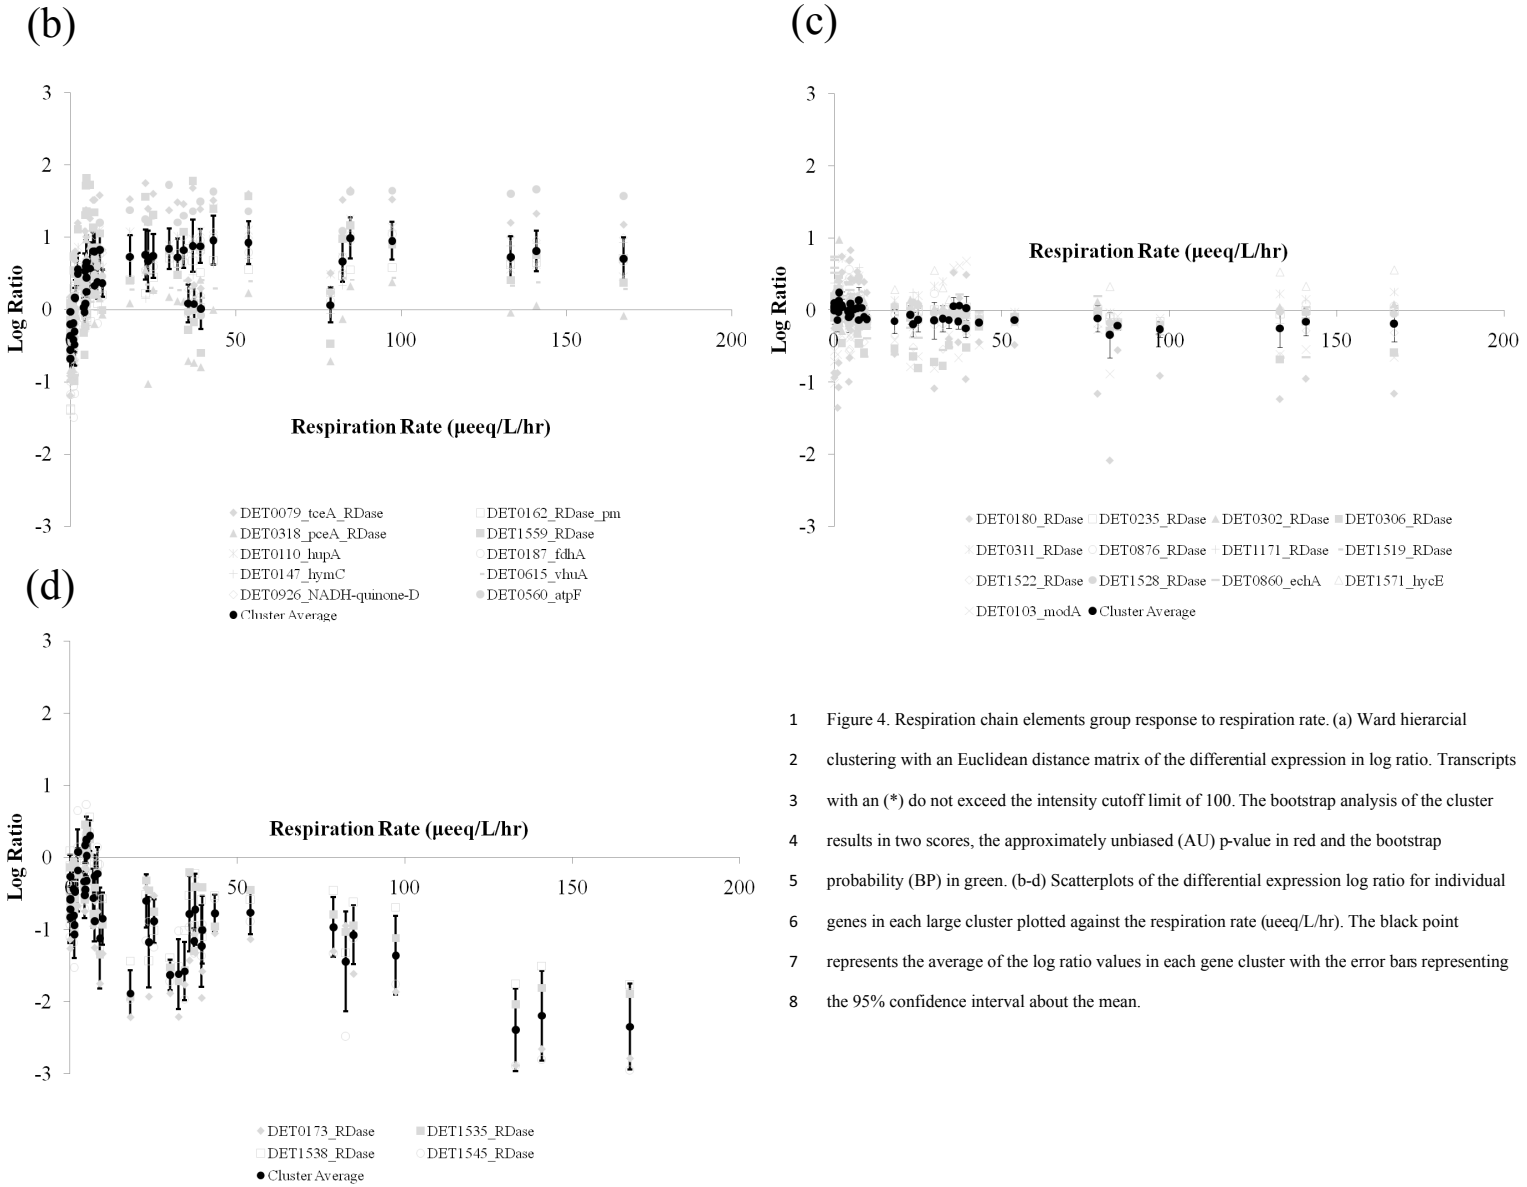 (b)
3
2
1
0
-1
-2
-3
Log Ratio
50
100
150
200
Respiration Rate (µeeq/L/hr)
DET0079_tceA_RDase DET0162_RDase_pm
DET0318_pceA_RDase DET1559_RDase
DET0110_hupA DET0187_fdhA
DET0147_hymC DET0615_vhuA
DET0926_NADH-quinone-D DET0560_atpF
Cluster Average
(c)
3
2
1
0
-1
-2
-3
Log Ratio
Respiration Rate (µeeq/L/hr)
0 50 100 150 200
DET0180_RDase DET0235_RDase DET0302_RDase DET0306_RDase
DET0311_RDase DET0876_RDase DET1171_RDase DET1519_RDase
DET1522_RDase DET1528_RDase DET0860_echA DET1571_hycE
DET0103_modA Cluster Average
(d)
3
2
1
0
-1
-2
-3
Log Ratio
Respiration Rate (µeeq/L/hr)
0 50 100 150 200
DET0173_RDase DET1535_RDase
DET1538_RDase DET1545_RDase
Cluster Average
1 Figure 4. Respiration chain elements group response to respiration rate. (a) Ward hierarcial
2 clustering with an Euclidean distance matrix of the differential expression in log ratio. Transcripts
3 with an (*) do not exceed the intensity cutoff limit of 100. The bootstrap analysis of the cluster
4 results in two scores, the approximately unbiased (AU) p-value in red and the bootstrap
5 probability (BP) in green. (b-d) Scatterplots of the differential expression log ratio for individual
6 genes in each large cluster plotted against the respiration rate (ueeq/L/hr). The black point
7 represents the average of the log ratio values in each gene cluster with the error bars representing
8 the 95% confidence interval about the mean.